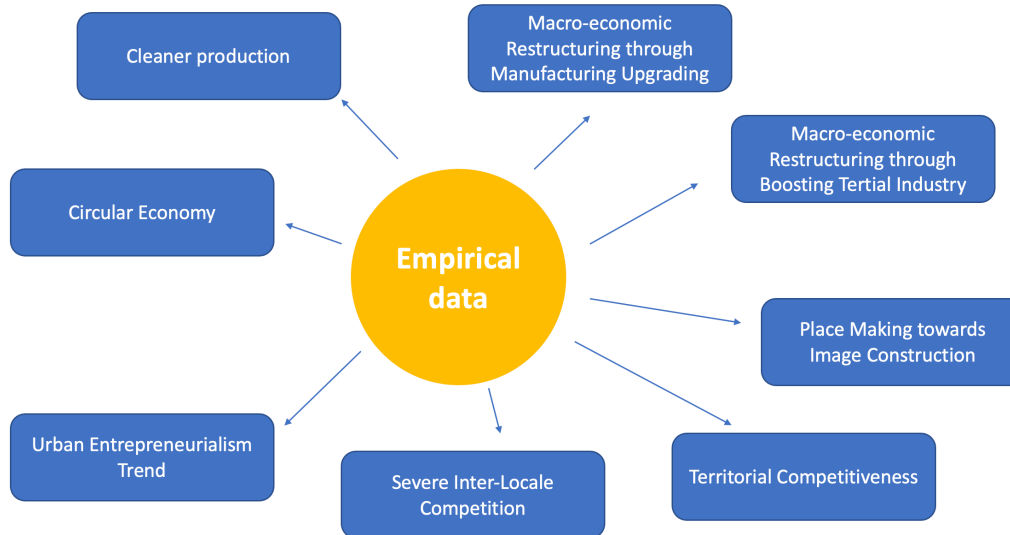 Cleaner production
Macro-economic
Restructuring through
Manufacturing Upgrading
Macro-economic
Restructuring through
Boosting Tertial Industry
Circular Economy
Empirical
data
Place Making towards
Image Construction
Urban Entrepreneurialism
Trend
Severe Inter-Locale
Competition
Territorial Competitiveness